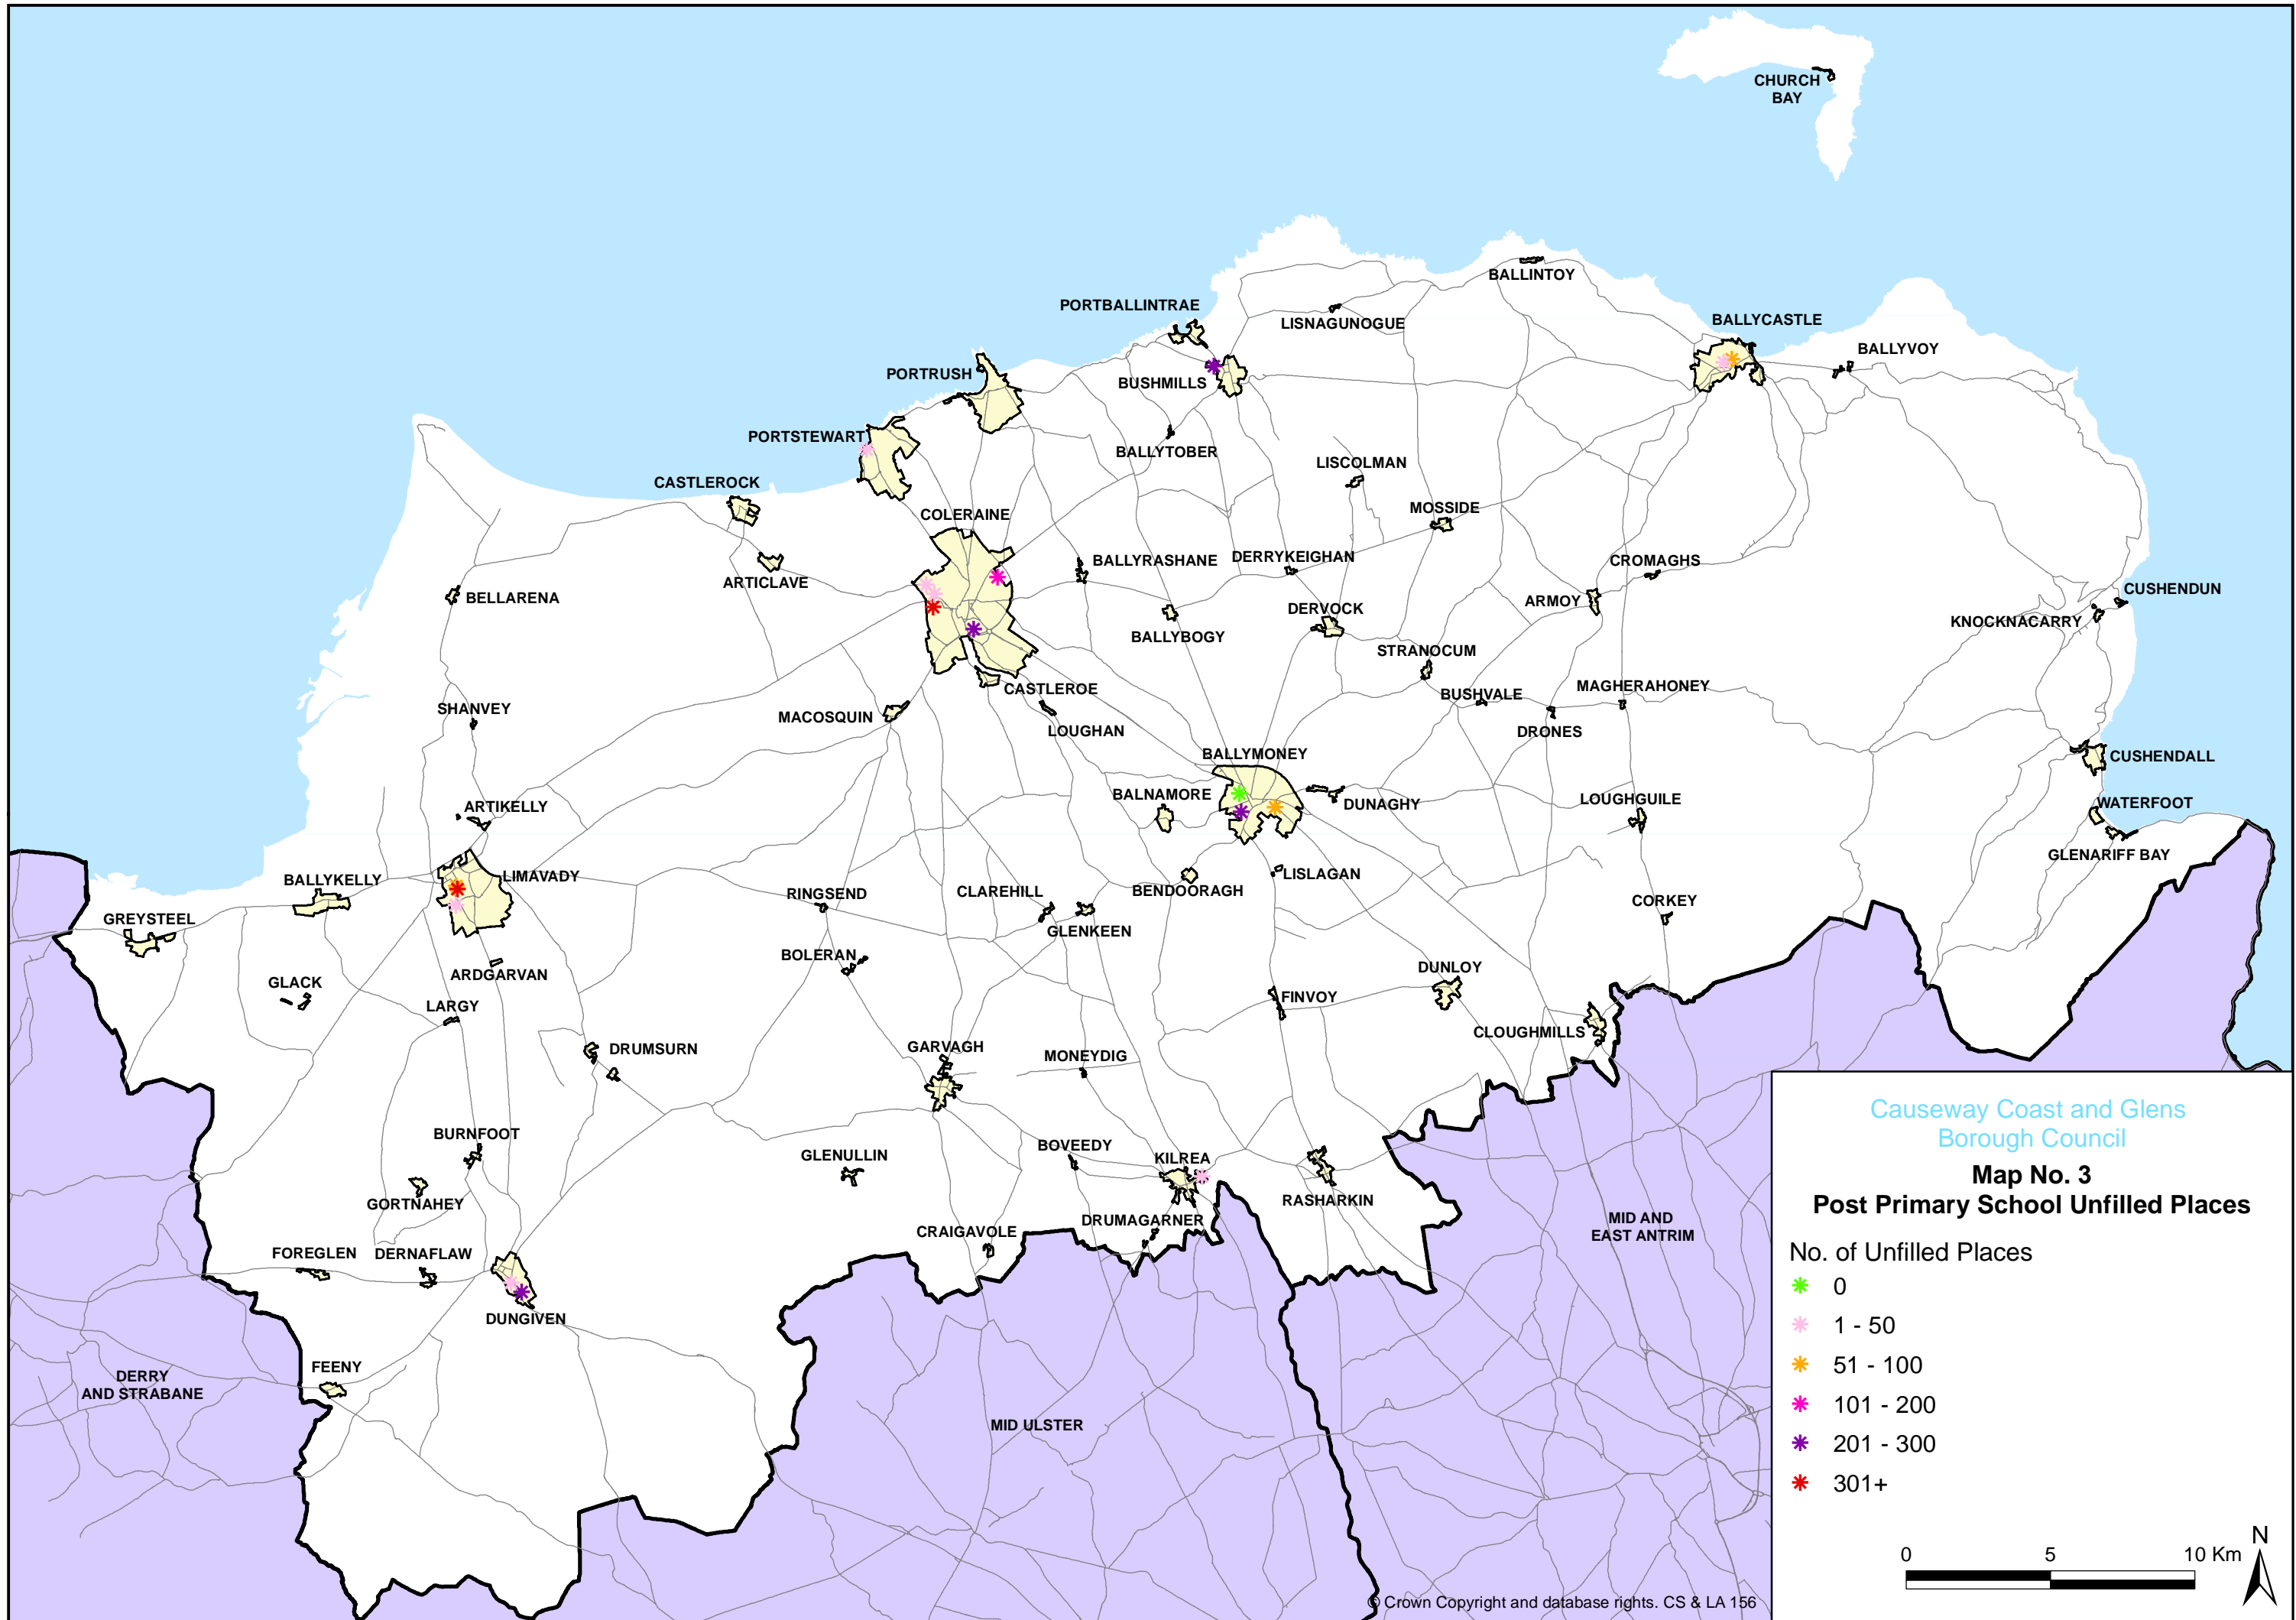 CHURCH
BAY
BALLINTOY
PORTBALLINTRAE
LISNAGUNOGUE
BALLYCASTLE
BALLYVOY
PORTRUSH
BUSHMILLS
PORTSTEWART
BALLYTOBER
LISCOLMAN
CASTLEROCK
COLERAINE
MOSSIDE
BALLYRASHANE
DERRYKEIGHAN
CROMAGHS
ARTICLAVE
BELLARENA
DERVOCK
ARMOY
CUSHENDUN
KNOCKNACARRY
BALLYBOGY
STRANOCUM
CASTLEROE
BUSHVALE
MAGHERAHONEY
SHANVEY
MACOSQUIN
LOUGHAN
DRONES
BALLYMONEY
CUSHENDALL
ARTIKELLY
BALNAMORE
DUNAGHY
LOUGHGUILE
WATERFOOT
GLENARIFF BAY
BALLYKELLY
LIMAVADY
RINGSEND
CLAREHILL
BENDOORAGH
LISLAGAN
CORKEY
GREYSTEEL
GLENKEEN
BOLERAN
GLACK
ARDGARVAN
DUNLOY
LARGY
FINVOY
CLOUGHMILLS
DRUMSURN
GARVAGH
MONEYDIG
BURNFOOT
GLENULLIN
BOVEEDY
KILREA
GORTNAHEY
RASHARKIN
CRAIGAVOLE
DRUMAGARNER
FOREGLEN
DERNAFLAW
DUNGIVEN
FEENY
DERRY
AND STRABANE
MID ULSTER
MID AND
EAST ANTRIM
Causeway Coast and Glens
Borough Council
Map No. 3
Post Primary School Unfilled Places
No. of Unfilled Places
0
1 - 50
51 - 100
101 - 200
201 - 300
301+
N
0 5 10 Km
© Crown Copyright and database rights. CS & LA 156